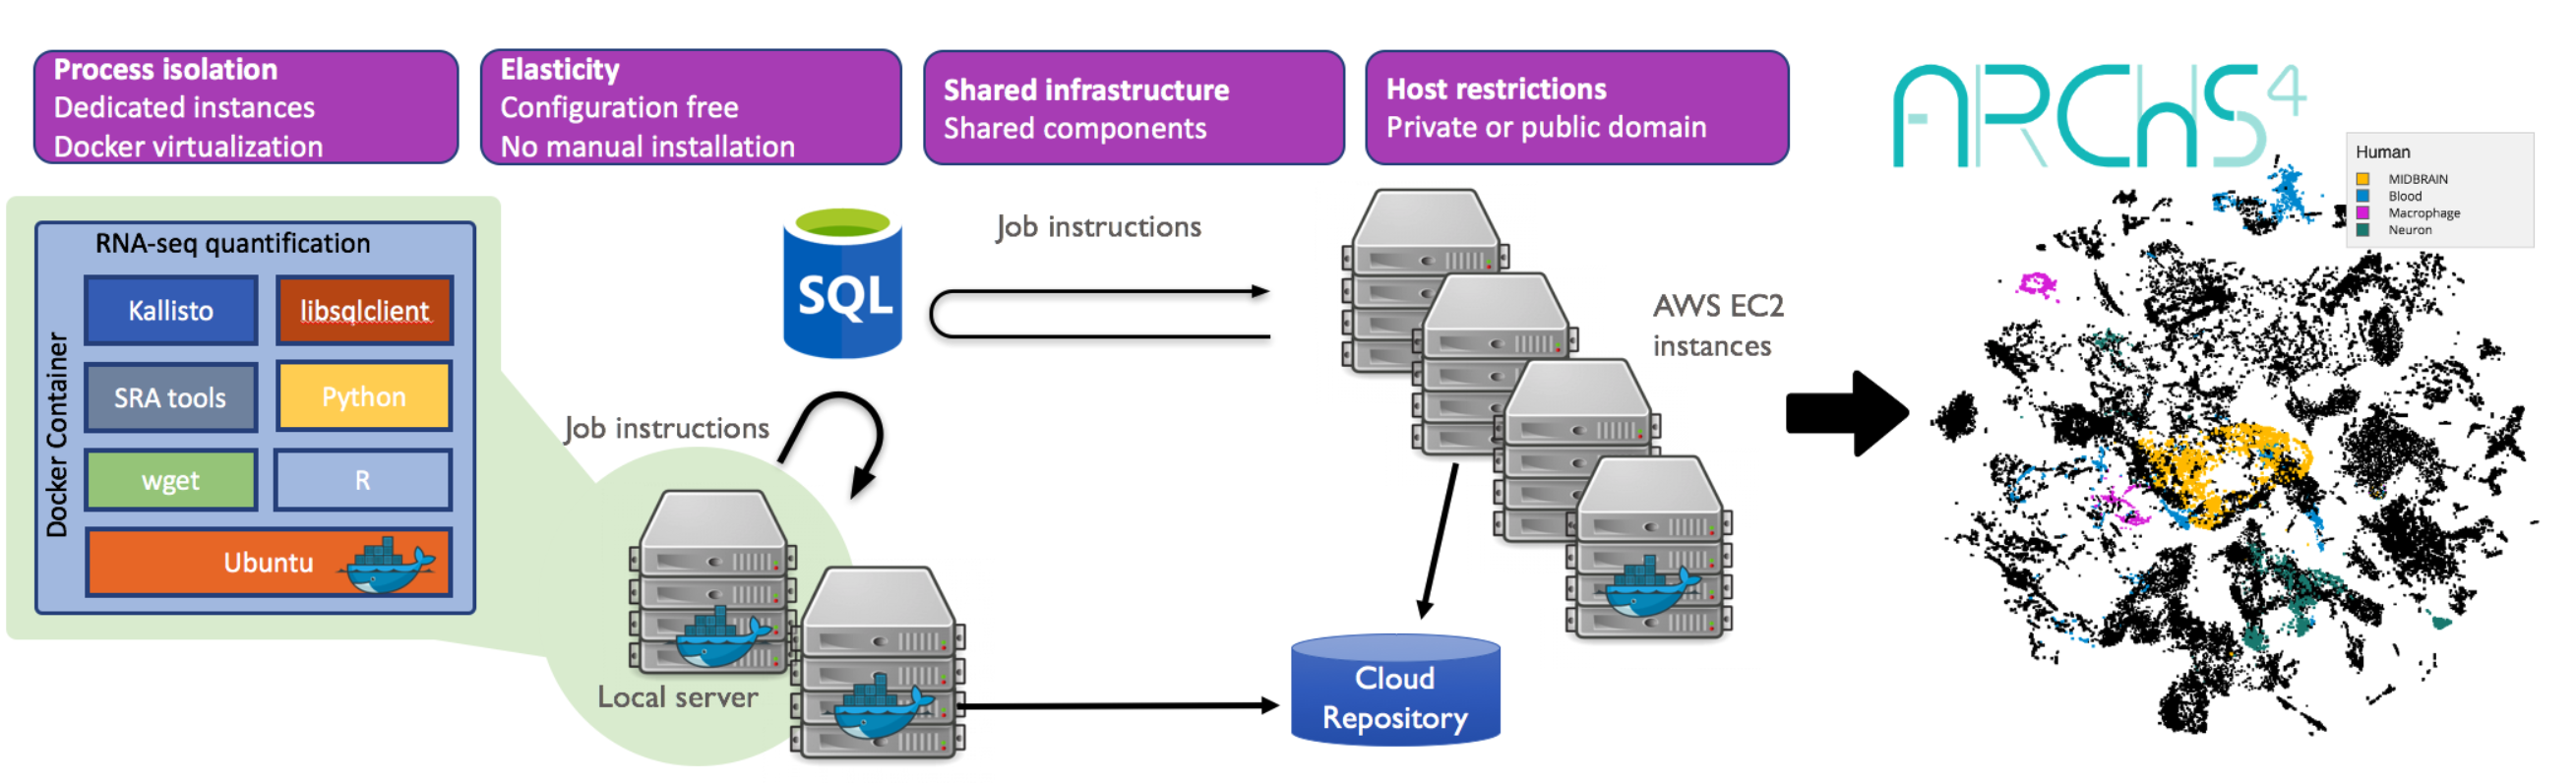 Process isolation
Dedicated instances
Docker virtualization
Elasticity
Configuration free
No manual installation
Shared infrastructure
Shared components
Host restrictions
Private or public domain
ARCHS4
Human
MIDBRAIN
Blood
Macrophage
Neuron
RNA-seq quantification
Docker Container
Kallisto
libsqlclient
SRA tools
Python
wget
R
Ubuntu
SQL
Job instructions
AWS EC2
instances
Job instructions
Local server
Cloud
Repository